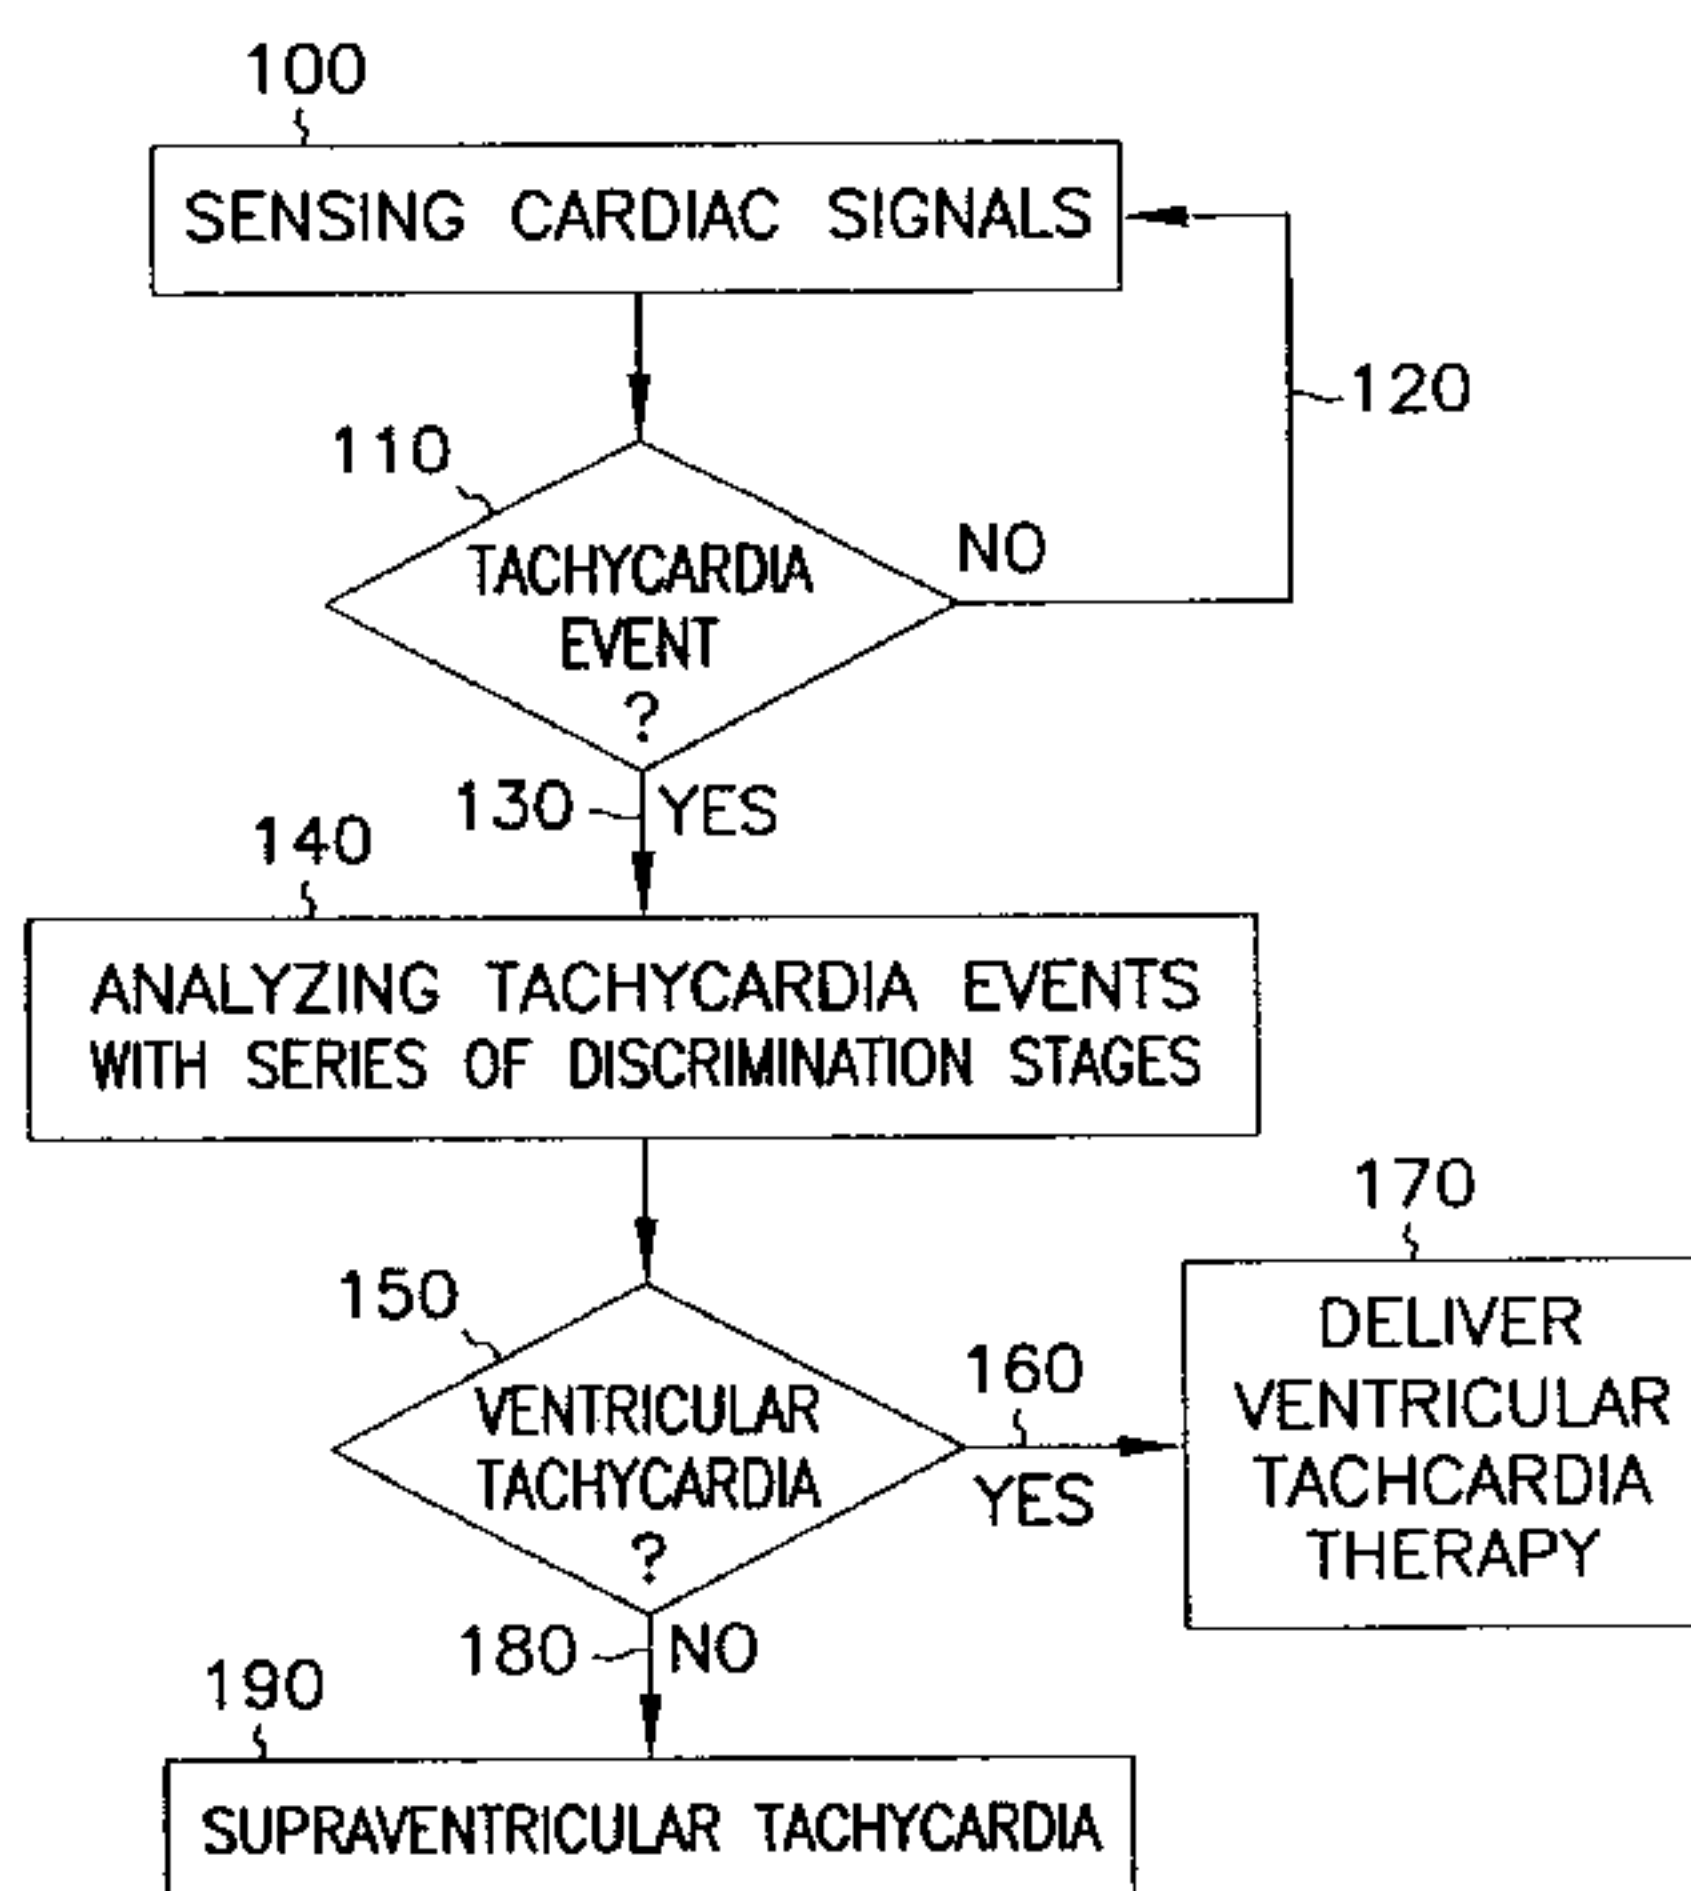 100
SENSING CARDIAC SIGNALS
120
110
TACHYCARDIA
EVENT
?
NO
130
YES
140
ANALYZING TACHYCARDIA EVENTS
WITH SERIES OF DISCRIMINATION STAGES
150
VENTRICULAR
TACHYCARDIA
?
160
YES
170
DELIVER
VENTRICULAR
TACHCARDIA
THERAPY
180
NO
190
SUPRAVENTRICULAR TACHYCARDIA